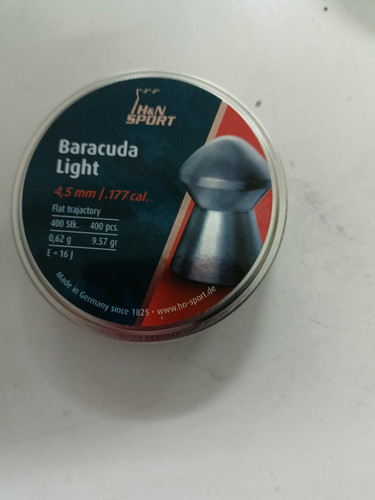 H&N
SPORT
Baracuda
Light
4,5 mm / .177 cal.
Flat trajactory
400 Stk. 400 pcs.
0,62 g 9.57 gr
E = 16 J
Made in Germany since 1825 • www.hn-sport.de